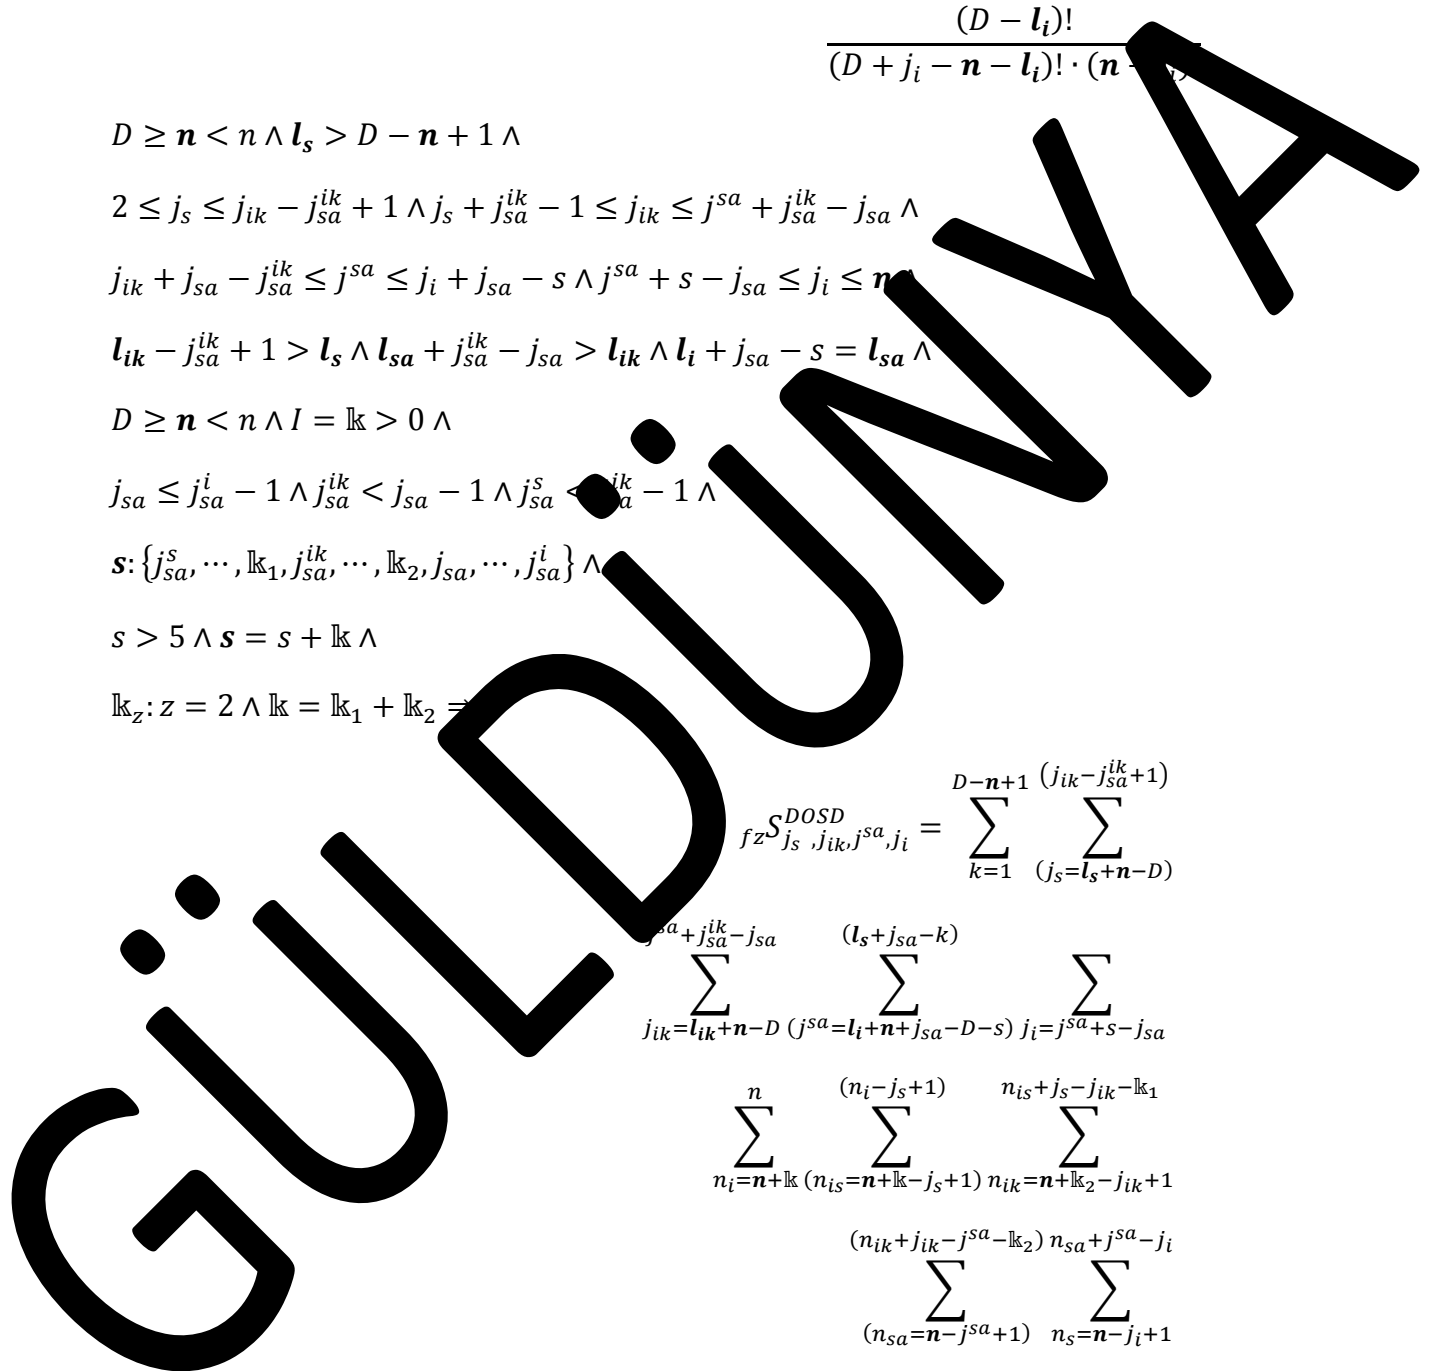 (D − l_i)!
(D + j_i − n − l_i)! · (n
D ≥ n < n ∧ l_s > D − n + 1 ∧
2 ≤ j_s ≤ j_ik − j_sa^ik + 1 ∧ j_s + j_sa^ik − 1 ≤ j_ik ≤ j^sa + j_sa^ik − j_sa ∧
j_ik + j_sa − j_sa^ik ≤ j^sa ≤ j_i + j_sa − s ∧ j^sa + s − j_sa ≤ j_i ≤ n ∧
l_ik − j_sa^ik + 1 > l_s ∧ l_sa + j_sa^ik − j_sa > l_ik ∧ l_i + j_sa − s = l_sa ∧
D ≥ n < n ∧ I = 𝕜 > 0 ∧
j_sa ≤ j_sa^i − 1 ∧ j_sa^ik < j_sa − 1 ∧ j_sa^s < − 1 ∧
s: {j_sa^s, ⋯ , 𝕜_1, j_sa^ik, ⋯ , 𝕜_2, j_sa, ⋯ , j_sa^i} ∧
s > 5 ∧ s = s + 𝕜 ∧
𝕜_z: z = 2 ∧ 𝕜 = 𝕜_1 + 𝕜_2 ⇒
D−n+1 (j_ik−j_sa^ik+1)
fzS^DOSD_j_s ,j_ik,j^sa,j_i = ∑ ∑
k=1 (j_s=l_s+n−D)
j^sa+j_sa^ik−j_sa (l_s+j_sa−k)
∑ ∑ ∑
j_ik=l_ik+n−D (j^sa=l_i+n+j_sa−D−s) j_i=j^sa+s−j_sa
n (n_i−j_s+1) n_is+j_s−j_ik−𝕜_1
∑ ∑ ∑
n_i=n+𝕜 (n_is=n+𝕜−j_s+1) n_ik=n+𝕜_2−j_ik+1
(n_ik+j_ik−j^sa−𝕜_2) n_sa+j^sa−j_i
∑ ∑
(n_sa=n−j^sa+1) n_s=n−j_i+1
GÜLDÜNYA